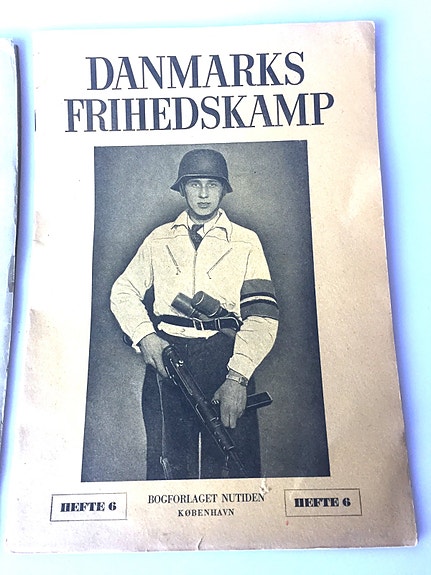 DANMARKS
FRIHEDSKAMP
HEFTE 6
BOGFORLAGET NUTIDEN
KØBENHAVN
HEFTE 6